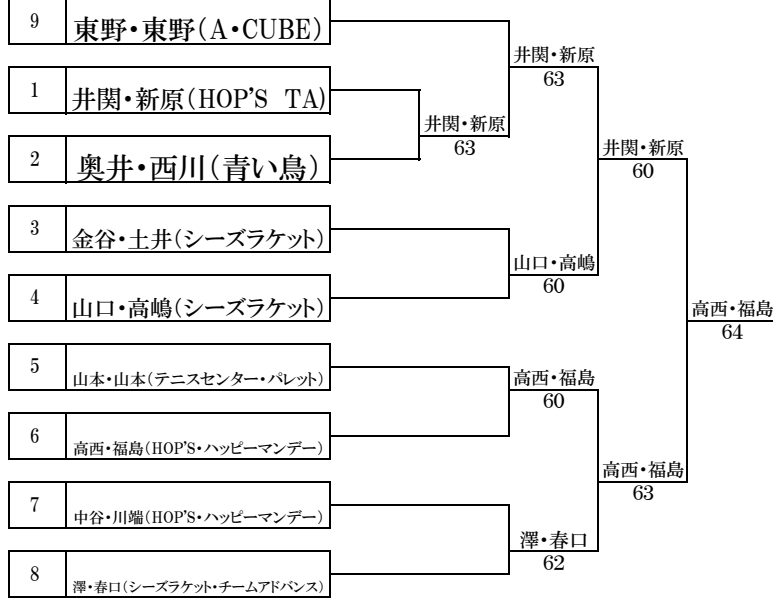 9 東野・東野(A・CUBE)
1 井関・新原(HOP'S TA)
2 奥井・西川(青い鳥)
3 金谷・土井(シーズラケット)
4 山口・高嶋(シーズラケット)
5 山本・山本(テニスセンター・パレット)
6 高西・福島(HOP'S・ハッピーマンデー)
7 中谷・川端(HOP'S・ハッピーマンデー)
8 澤・春口(シーズラケット・チームアドバンス)
井関・新原
63
井関・新原
63
山口・高嶋
60
高西・福島
60
澤・春口
62
井関・新原
60
高西・福島
63
高西・福島
64